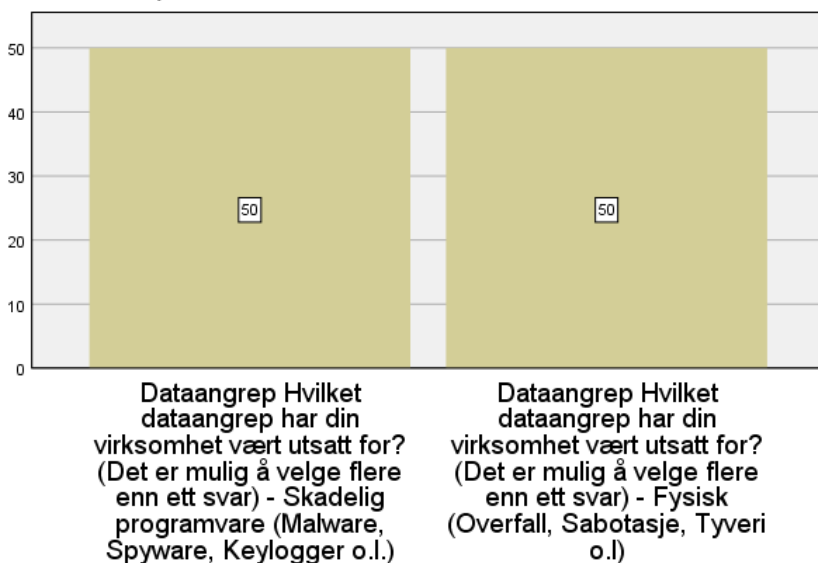 50
40
30
20
10
0
50
50
Dataangrep Hvilket
dataangrep har din
virksomhet vært utsatt for?
(Det er mulig å velge flere
enn ett svar) - Skadelig
programvare (Malware,
Spyware, Keylogger o.l.)
Dataangrep Hvilket
dataangrep har din
virksomhet vært utsatt for?
(Det er mulig å velge flere
enn ett svar) - Fysisk
(Overfall, Sabotasje, Tyveri
o.l)